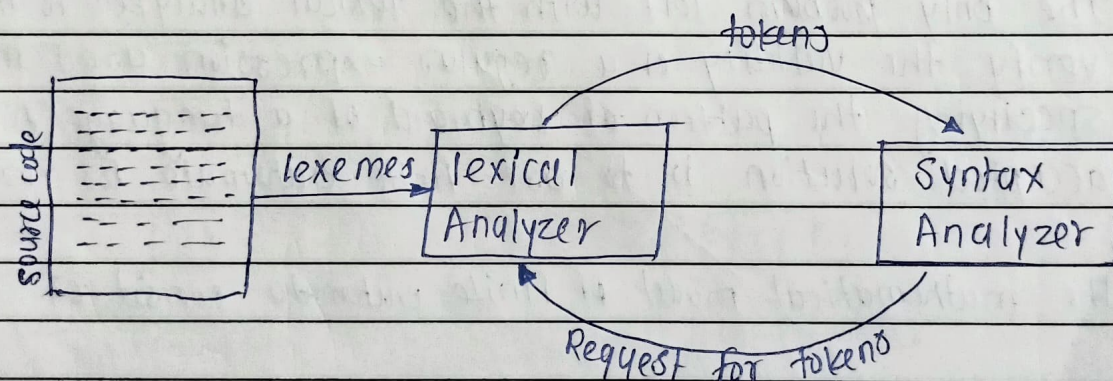 tokens
source code
lexemes
lexical
Analyzer
Syntax
Analyzer
Request for tokens